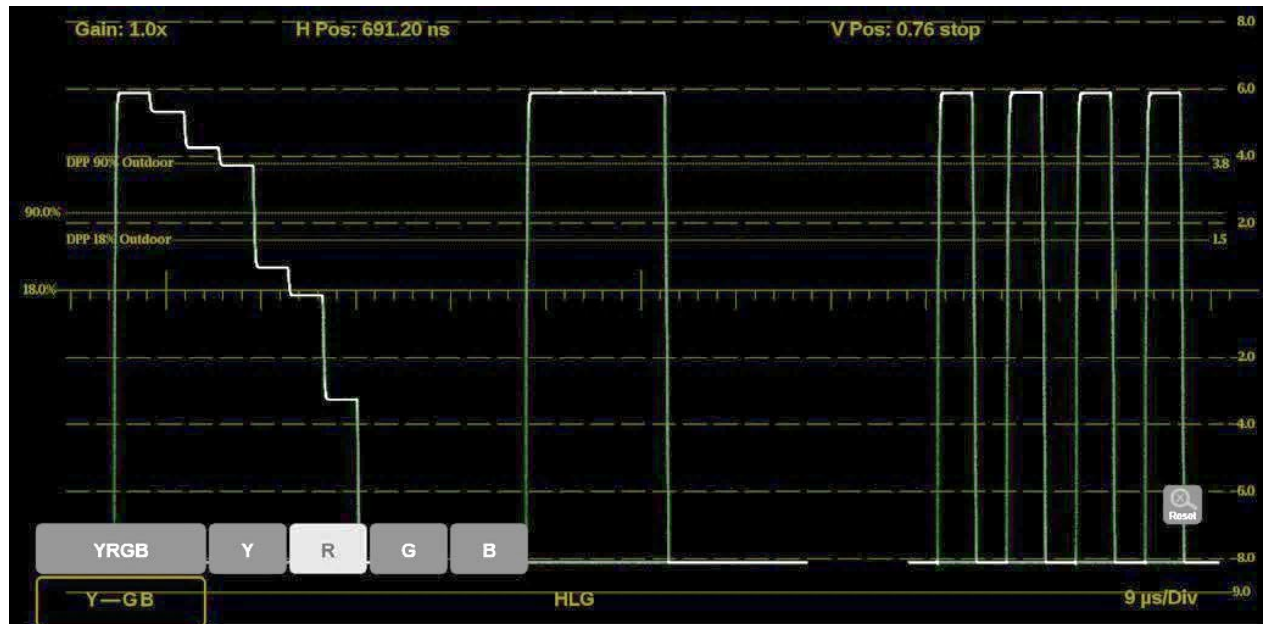 Gain: 1.0x H Pos: 691.20 ns V Pos: 0.76 stop 8.0
6.0
4.0
DPP 90% Outdoor 3.8
90.0%
2.0
DPP 18% Outdoor 1.5
18.0%
-2.0
-4.0
-6.0
Reset
YRGB Y R G B
-8.0
Y—GB HLG 9 µs/Div -9.0